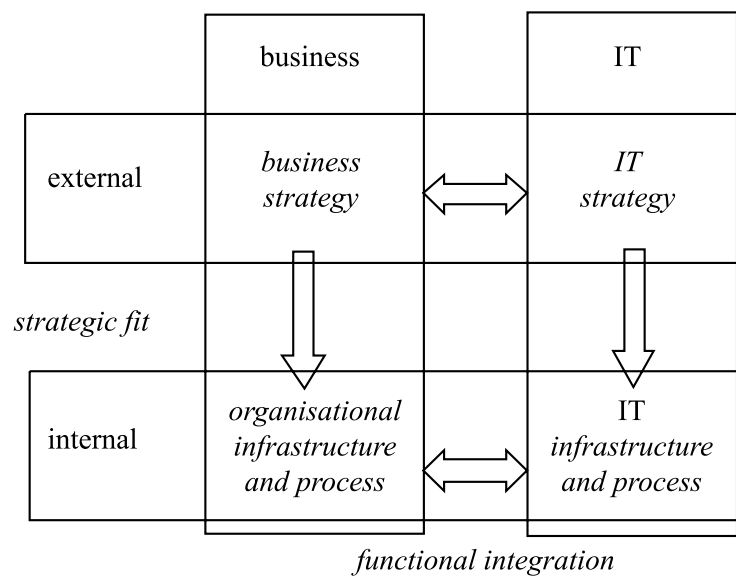 business
IT
external
business
strategy
IT
strategy
strategic fit
internal
organisational
infrastructure
and process
IT
infrastructure
and process
functional integration